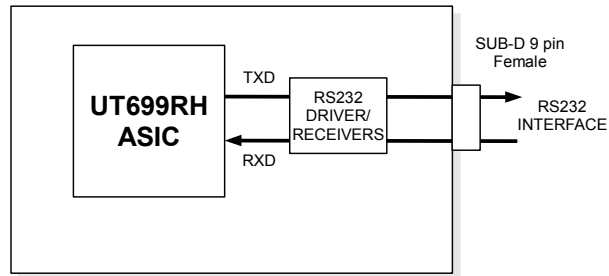 SUB-D 9 pin
Female
TXD
UT699RH
ASIC
RS232
DRIVER/
RECEIVERS
RS232
INTERFACE
RXD